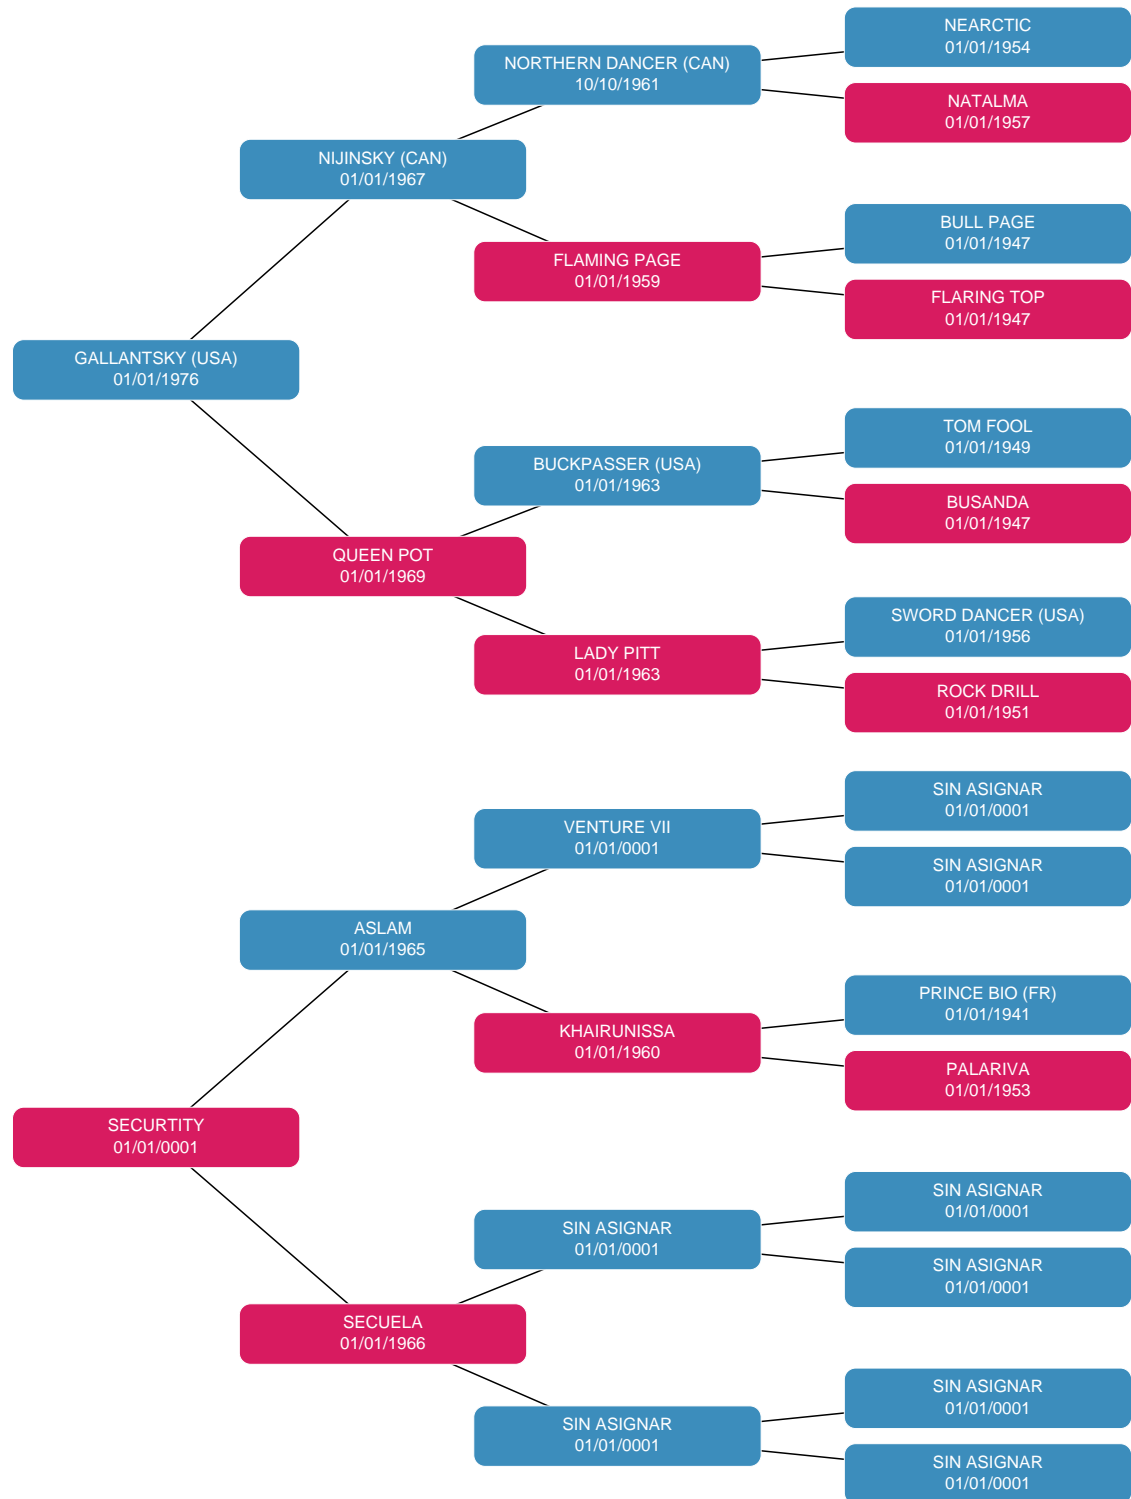 NEARCTIC
01/01/1954
NORTHERN DANCER (CAN)
10/10/1961
NATALMA
01/01/1957
NIJINSKY (CAN)
01/01/1967
BULL PAGE
01/01/1947
FLAMING PAGE
01/01/1959
FLARING TOP
01/01/1947
GALLANTSKY (USA)
01/01/1976
TOM FOOL
01/01/1949
BUCKPASSER (USA)
01/01/1963
BUSANDA
01/01/1947
QUEEN POT
01/01/1969
SWORD DANCER (USA)
01/01/1956
LADY PITT
01/01/1963
ROCK DRILL
01/01/1951
SIN ASIGNAR
01/01/0001
VENTURE VII
01/01/0001
SIN ASIGNAR
01/01/0001
ASLAM
01/01/1965
PRINCE BIO (FR)
01/01/1941
KHAIRUNISSA
01/01/1960
PALARIVA
01/01/1953
SECURTITY
01/01/0001
SIN ASIGNAR
01/01/0001
SIN ASIGNAR
01/01/0001
SIN ASIGNAR
01/01/0001
SECUELA
01/01/1966
SIN ASIGNAR
01/01/0001
SIN ASIGNAR
01/01/0001
SIN ASIGNAR
01/01/0001